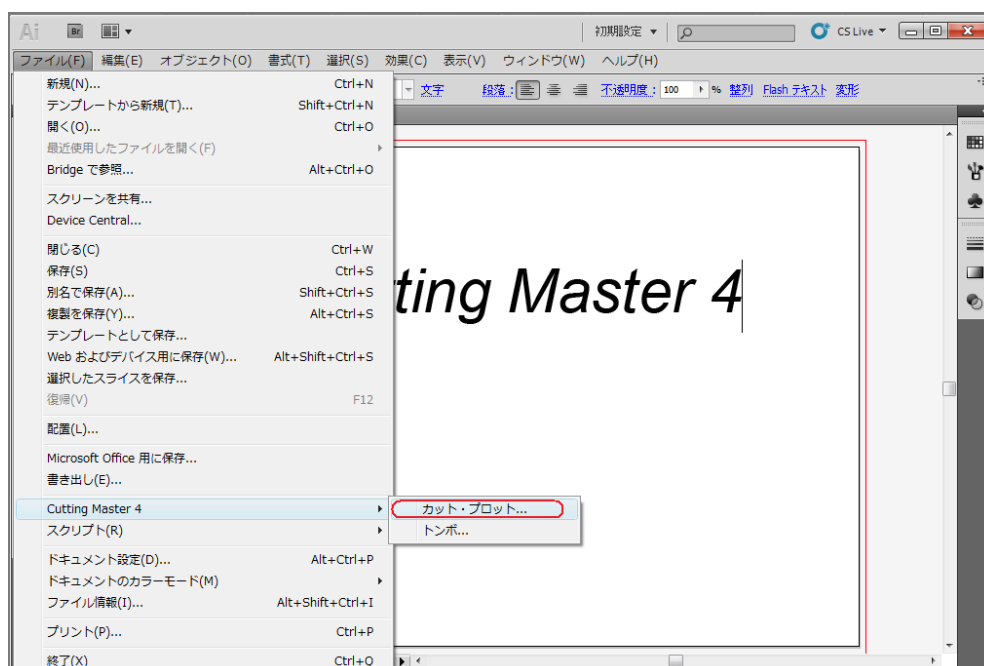 Ai Br 初期設定 CS Live
ファイル(F) 編集(E) オブジェクト(O) 書式(T) 選択(S) 効果(C) 表示(V) ウィンドウ(W) ヘルプ(H)
文字 段落: 不透明度: 100 % 整列 Flash テキスト 変形
新規(N)... Ctrl+N
テンプレートから新規(T)... Shift+Ctrl+N
開く(O)... Ctrl+O
最近使用したファイルを開く(F)
Bridge で参照... Alt+Ctrl+O
スクリーンを共有...
Device Central...
閉じる(C) Ctrl+W
保存(S) Ctrl+S
別名で保存(A)... Shift+Ctrl+S
複製を保存(Y)... Alt+Ctrl+S
テンプレートとして保存...
Web およびデバイス用に保存(W)... Alt+Shift+Ctrl+S
選択したスライスを保存...
復帰(V) F12
配置(L)...
Microsoft Office 用に保存...
書き出し(E)...
Cutting Master 4
スクリプト(R)
ドキュメント設定(D)... Alt+Ctrl+P
ドキュメントのカラーモード(M)
ファイル情報(I)... Alt+Shift+Ctrl+I
プリント(P)... Ctrl+P
終了(X) Ctrl+Q
ting Master 4
カット・プロット...
トンボ...